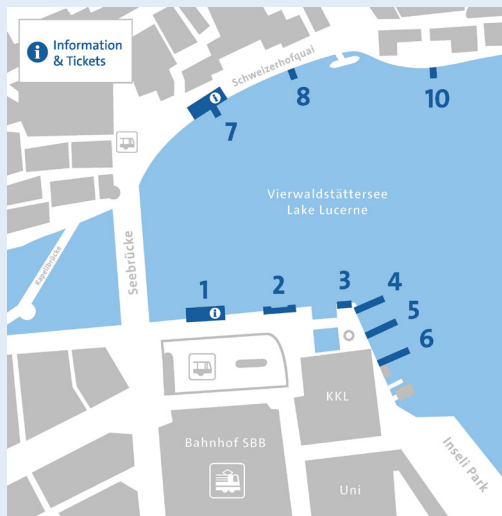 Information
& Tickets
Schweizerhofquai
7
8
10
Vierwaldstättersee
Lake Lucerne
Kapellbrücke
Seebrücke
1
2
3
4
5
6
KKL
Bahnhof SBB
Uni
Inseli Park